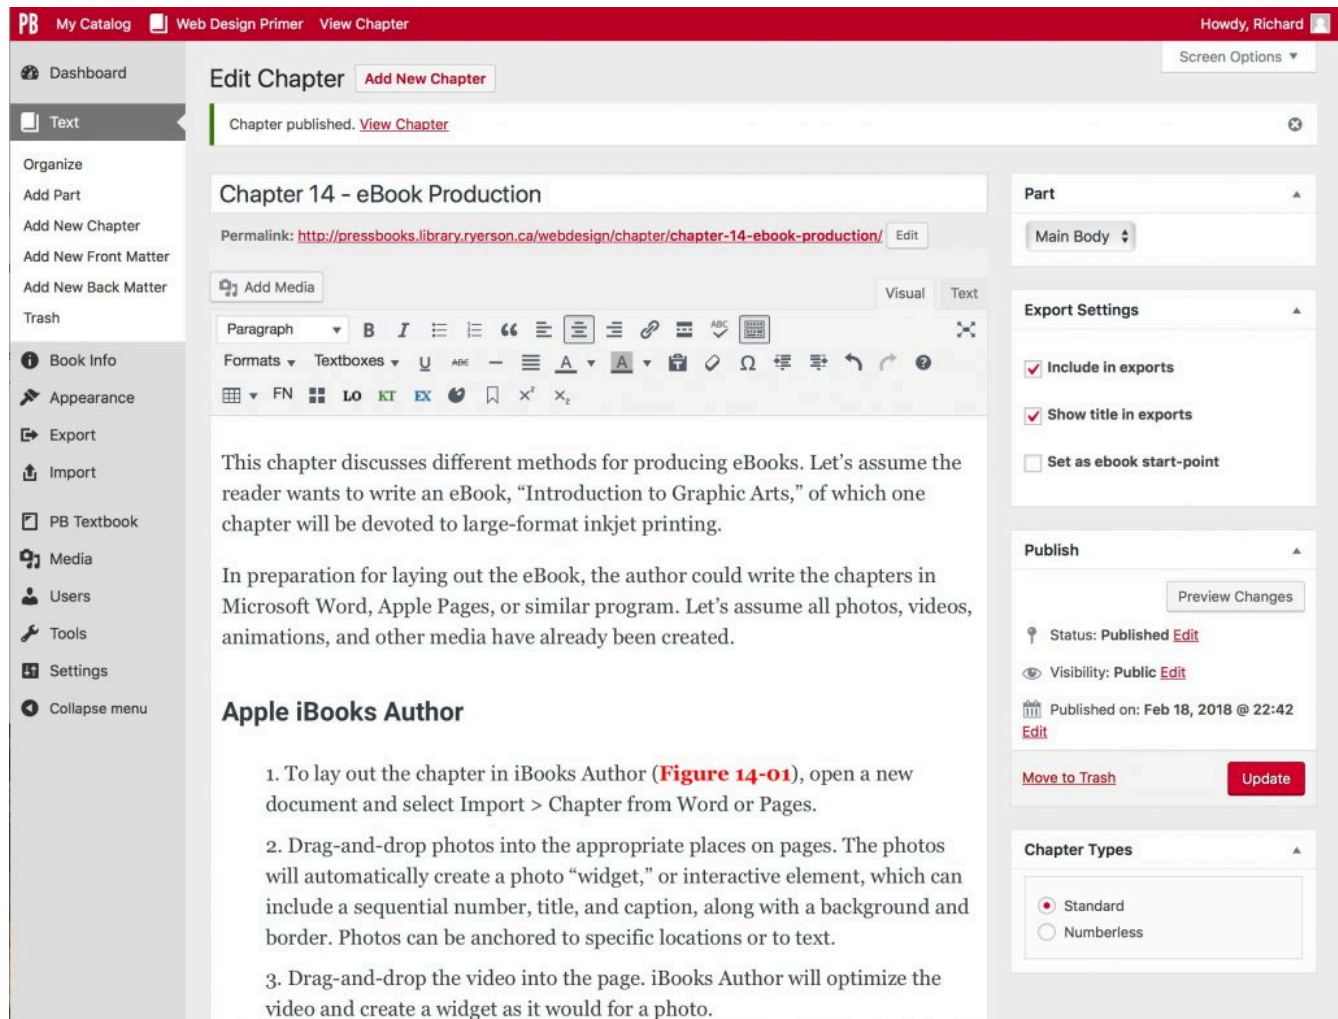 PB My Catalog Web Design Primer View Chapter Howdy, Richard
Screen Options ▼
Dashboard
Text
Organize
Add Part
Add New Chapter
Add New Front Matter
Add New Back Matter
Trash
Book Info
Appearance
Export
Import
PB Textbook
Media
Users
Tools
Settings
Collapse menu
Edit Chapter Add New Chapter
Chapter published. View Chapter
Chapter 14 – eBook Production
Permalink: http://pressbooks.library.ryerson.ca/webdesign/chapter/chapter-14-ebook-production/ Edit
Add Media
Visual Text
Paragraph B I “ ABC
Formats Textboxes U ABE A A Ω
FN LO KT EX X² X₂
This chapter discusses different methods for producing eBooks. Let’s assume the
reader wants to write an eBook, “Introduction to Graphic Arts,” of which one
chapter will be devoted to large-format inkjet printing.
In preparation for laying out the eBook, the author could write the chapters in
Microsoft Word, Apple Pages, or similar program. Let’s assume all photos, videos,
animations, and other media have already been created.
Apple iBooks Author
1. To lay out the chapter in iBooks Author (Figure 14-01), open a new
document and select Import > Chapter from Word or Pages.
2. Drag-and-drop photos into the appropriate places on pages. The photos
will automatically create a photo “widget,” or interactive element, which can
include a sequential number, title, and caption, along with a background and
border. Photos can be anchored to specific locations or to text.
3. Drag-and-drop the video into the page. iBooks Author will optimize the
video and create a widget as it would for a photo.
Part
Main Body
Export Settings
Include in exports
Show title in exports
Set as ebook start-point
Publish
Preview Changes
Status: Published Edit
Visibility: Public Edit
Published on: Feb 18, 2018 @ 22:42
Edit
Move to Trash Update
Chapter Types
Standard
Numberless